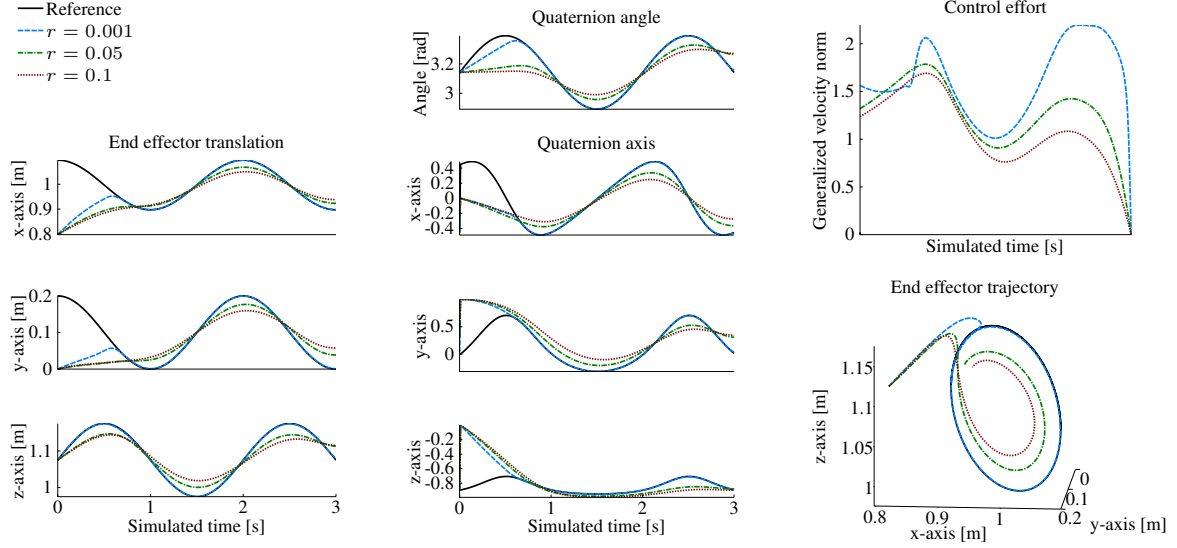 Reference
r = 0.001
r = 0.05
r = 0.1
End effector translation
x-axis [m]
1
0.9
0.8
y-axis [m]
0.2
0.1
0
z-axis [m]
1.1
1
0 1 2 3
Simulated time [s]
Quaternion angle
Angle [rad]
3.2
3
Quaternion axis
x-axis
0.4
0.2
0
-0.2
-0.4
y-axis
0.5
0
z-axis
-0.2
-0.4
-0.6
-0.8
0 1 2 3
Simulated time [s]
Control effort
Generalized velocity norm
2
1.5
1
0.5
0
Simulated time [s]
End effector trajectory
z-axis [m]
1.15
1.1
1.05
1
0.8 0.9 1 0.2
x-axis [m]
0
0.1
y-axis [m]